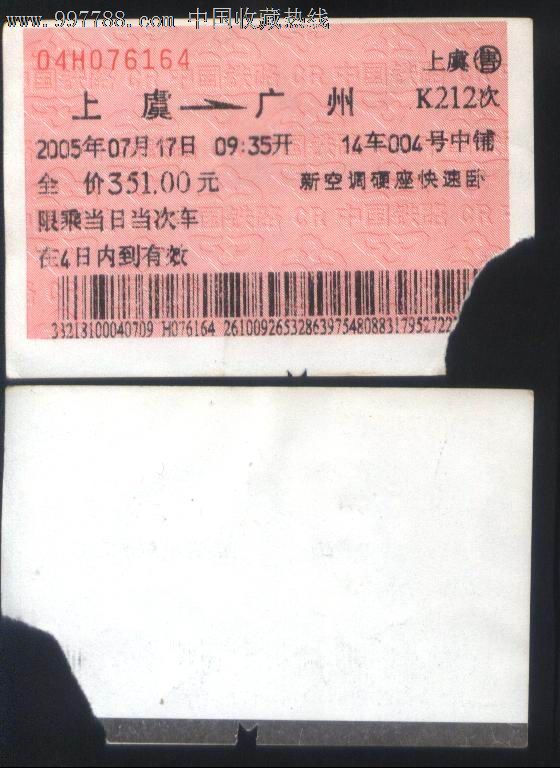 www.997788.com 中国收藏热线
04H076164
上虞售
上虞 广州 K212次
2005年07月17日 09:35开 14车004号中铺
全 价351.00元 新空调硬座快速卧
限乘当日当次车
在4日内到有效
33213100040709 H076164 2610092653286397548088317952722